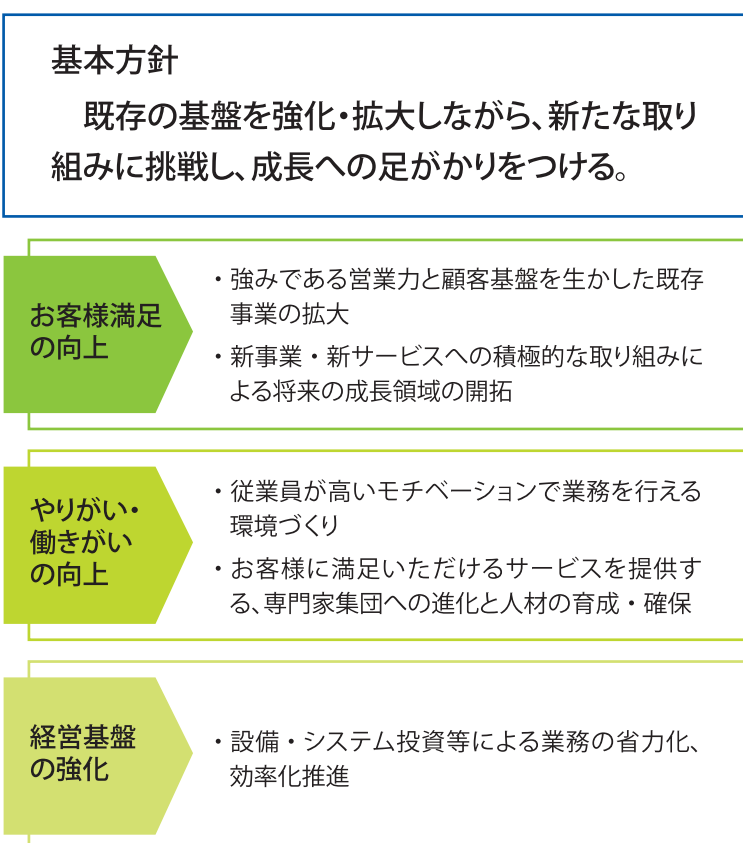 基本方針
既存の基盤を強化・拡大しながら、新たな取り
組みに挑戦し、成長への足がかりをつける。
お客様満足
の向上
・強みである営業力と顧客基盤を生かした既存
事業の拡大
・新事業・新サービスへの積極的な取り組みに
よる将来の成長領域の開拓
やりがい・
働きがい
の向上
・従業員が高いモチベーションで業務を行える
環境づくり
・お客様に満足いただけるサービスを提供す
る、専門家集団への進化と人材の育成・確保
経営基盤
の強化
・設備・システム投資等による業務の省力化、
効率化推進